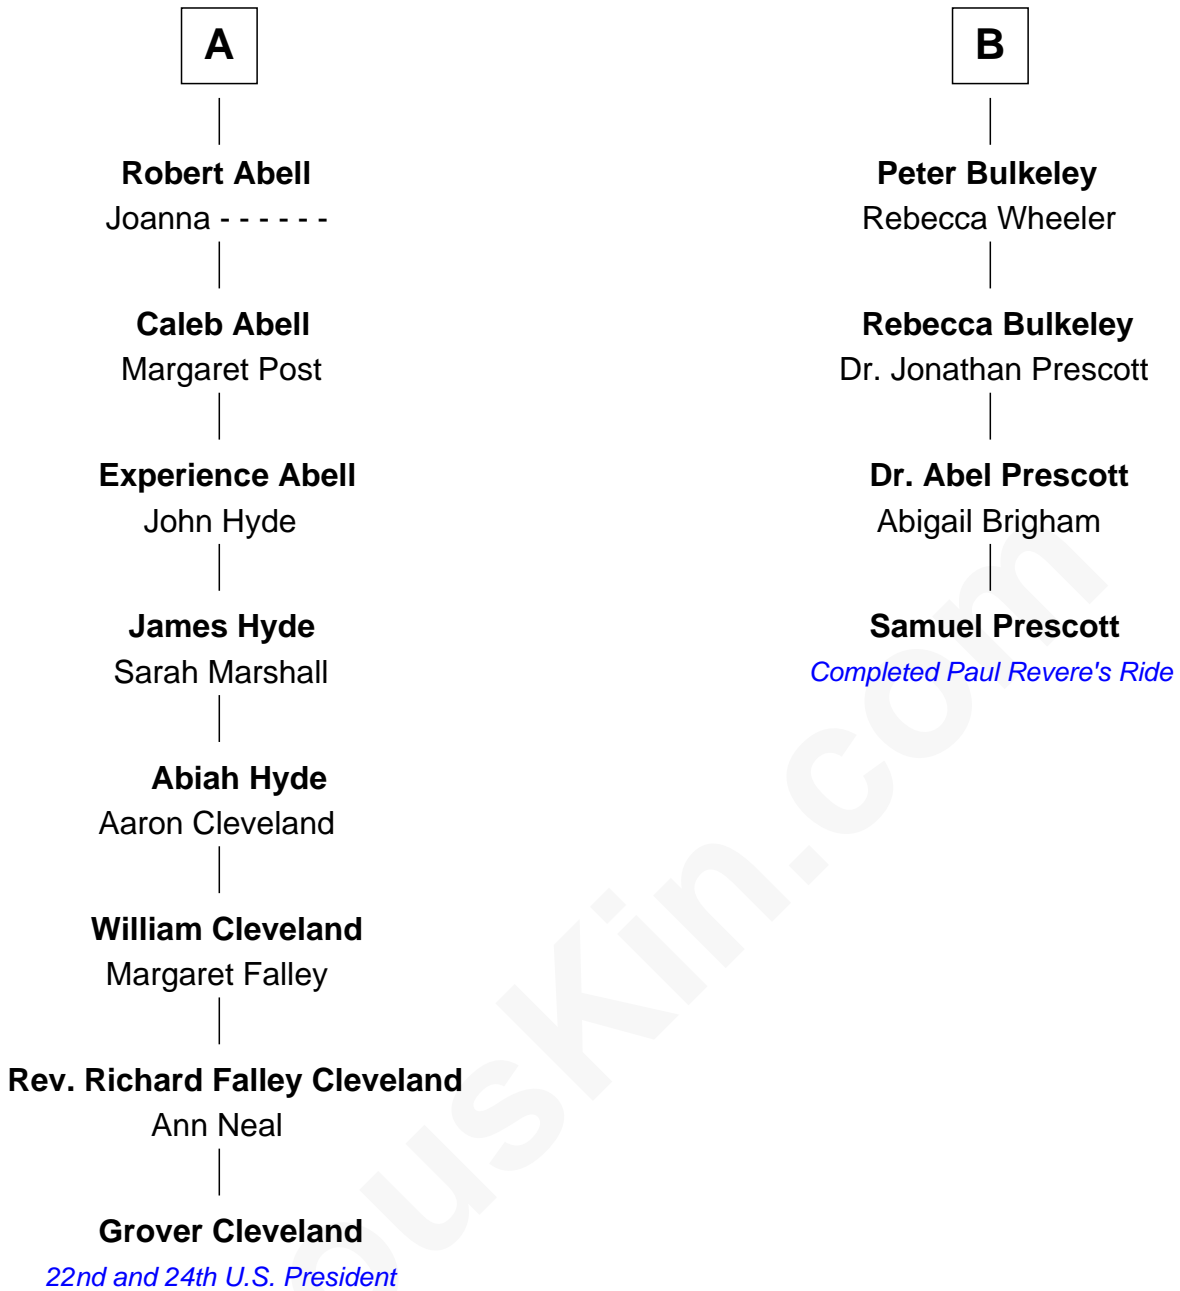 A
Robert Abell
Joanna - - - - - -
Caleb Abell
Margaret Post
Experience Abell
John Hyde
James Hyde
Sarah Marshall
Abiah Hyde
Aaron Cleveland
William Cleveland
Margaret Falley
Rev. Richard Falley Cleveland
Ann Neal
Grover Cleveland
22nd and 24th U.S. President
B
Peter Bulkeley
Rebecca Wheeler
Rebecca Bulkeley
Dr. Jonathan Prescott
Dr. Abel Prescott
Abigail Brigham
Samuel Prescott
Completed Paul Revere's Ride
usKin.com